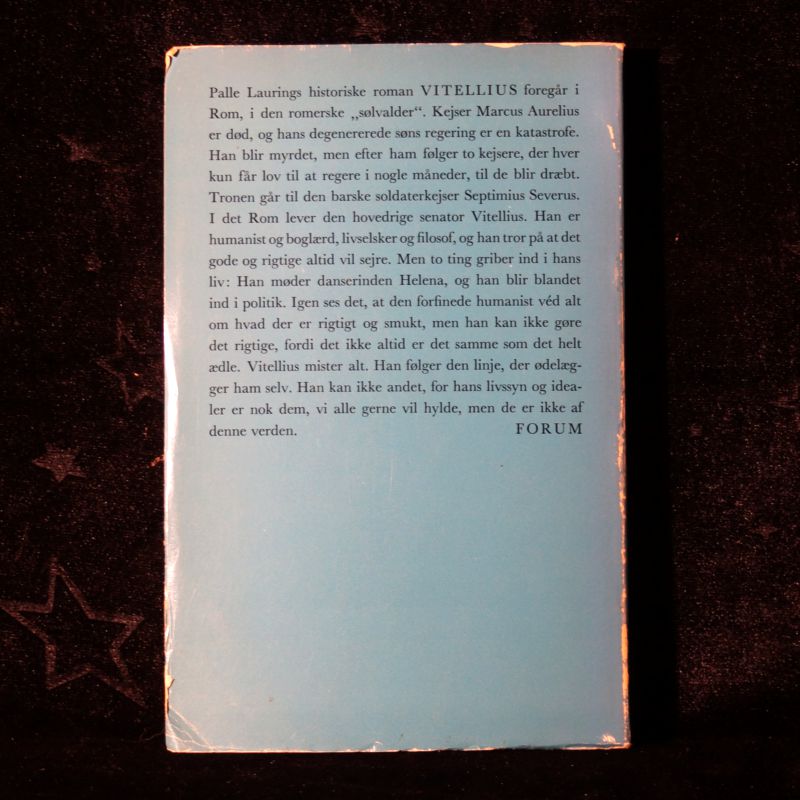 Palle Laurings historiske roman VITELLIUS foregår i
Rom, i den romerske „sølvalder“. Kejser Marcus Aurelius
er død, og hans degenererede søns regering er en katastrofe.
Han blir myrdet, men efter ham følger to kejsere, der hver
kun får lov til at regere i nogle måneder, til de blir dræbt.
Tronen går til den barske soldaterkejser Septimius Severus.
I det Rom lever den hovedrige senator Vitellius. Han er
humanist og boglærd, livselsker og filosof, og han tror på at det
gode og rigtige altid vil sejre. Men to ting griber ind i hans
liv: Han møder danserinden Helena, og han blir blandet
ind i politik. Igen ses det, at den forfinede humanist véd alt
om hvad der er rigtigt og smukt, men han kan ikke gøre
det rigtige, fordi det ikke altid er det samme som det helt
ædle. Vitellius mister alt. Han følger den linje, der ødelæg-
ger ham selv. Han kan ikke andet, for hans livssyn og idea-
ler er nok dem, vi alle gerne vil hylde, men de er ikke af
denne verden. FORUM